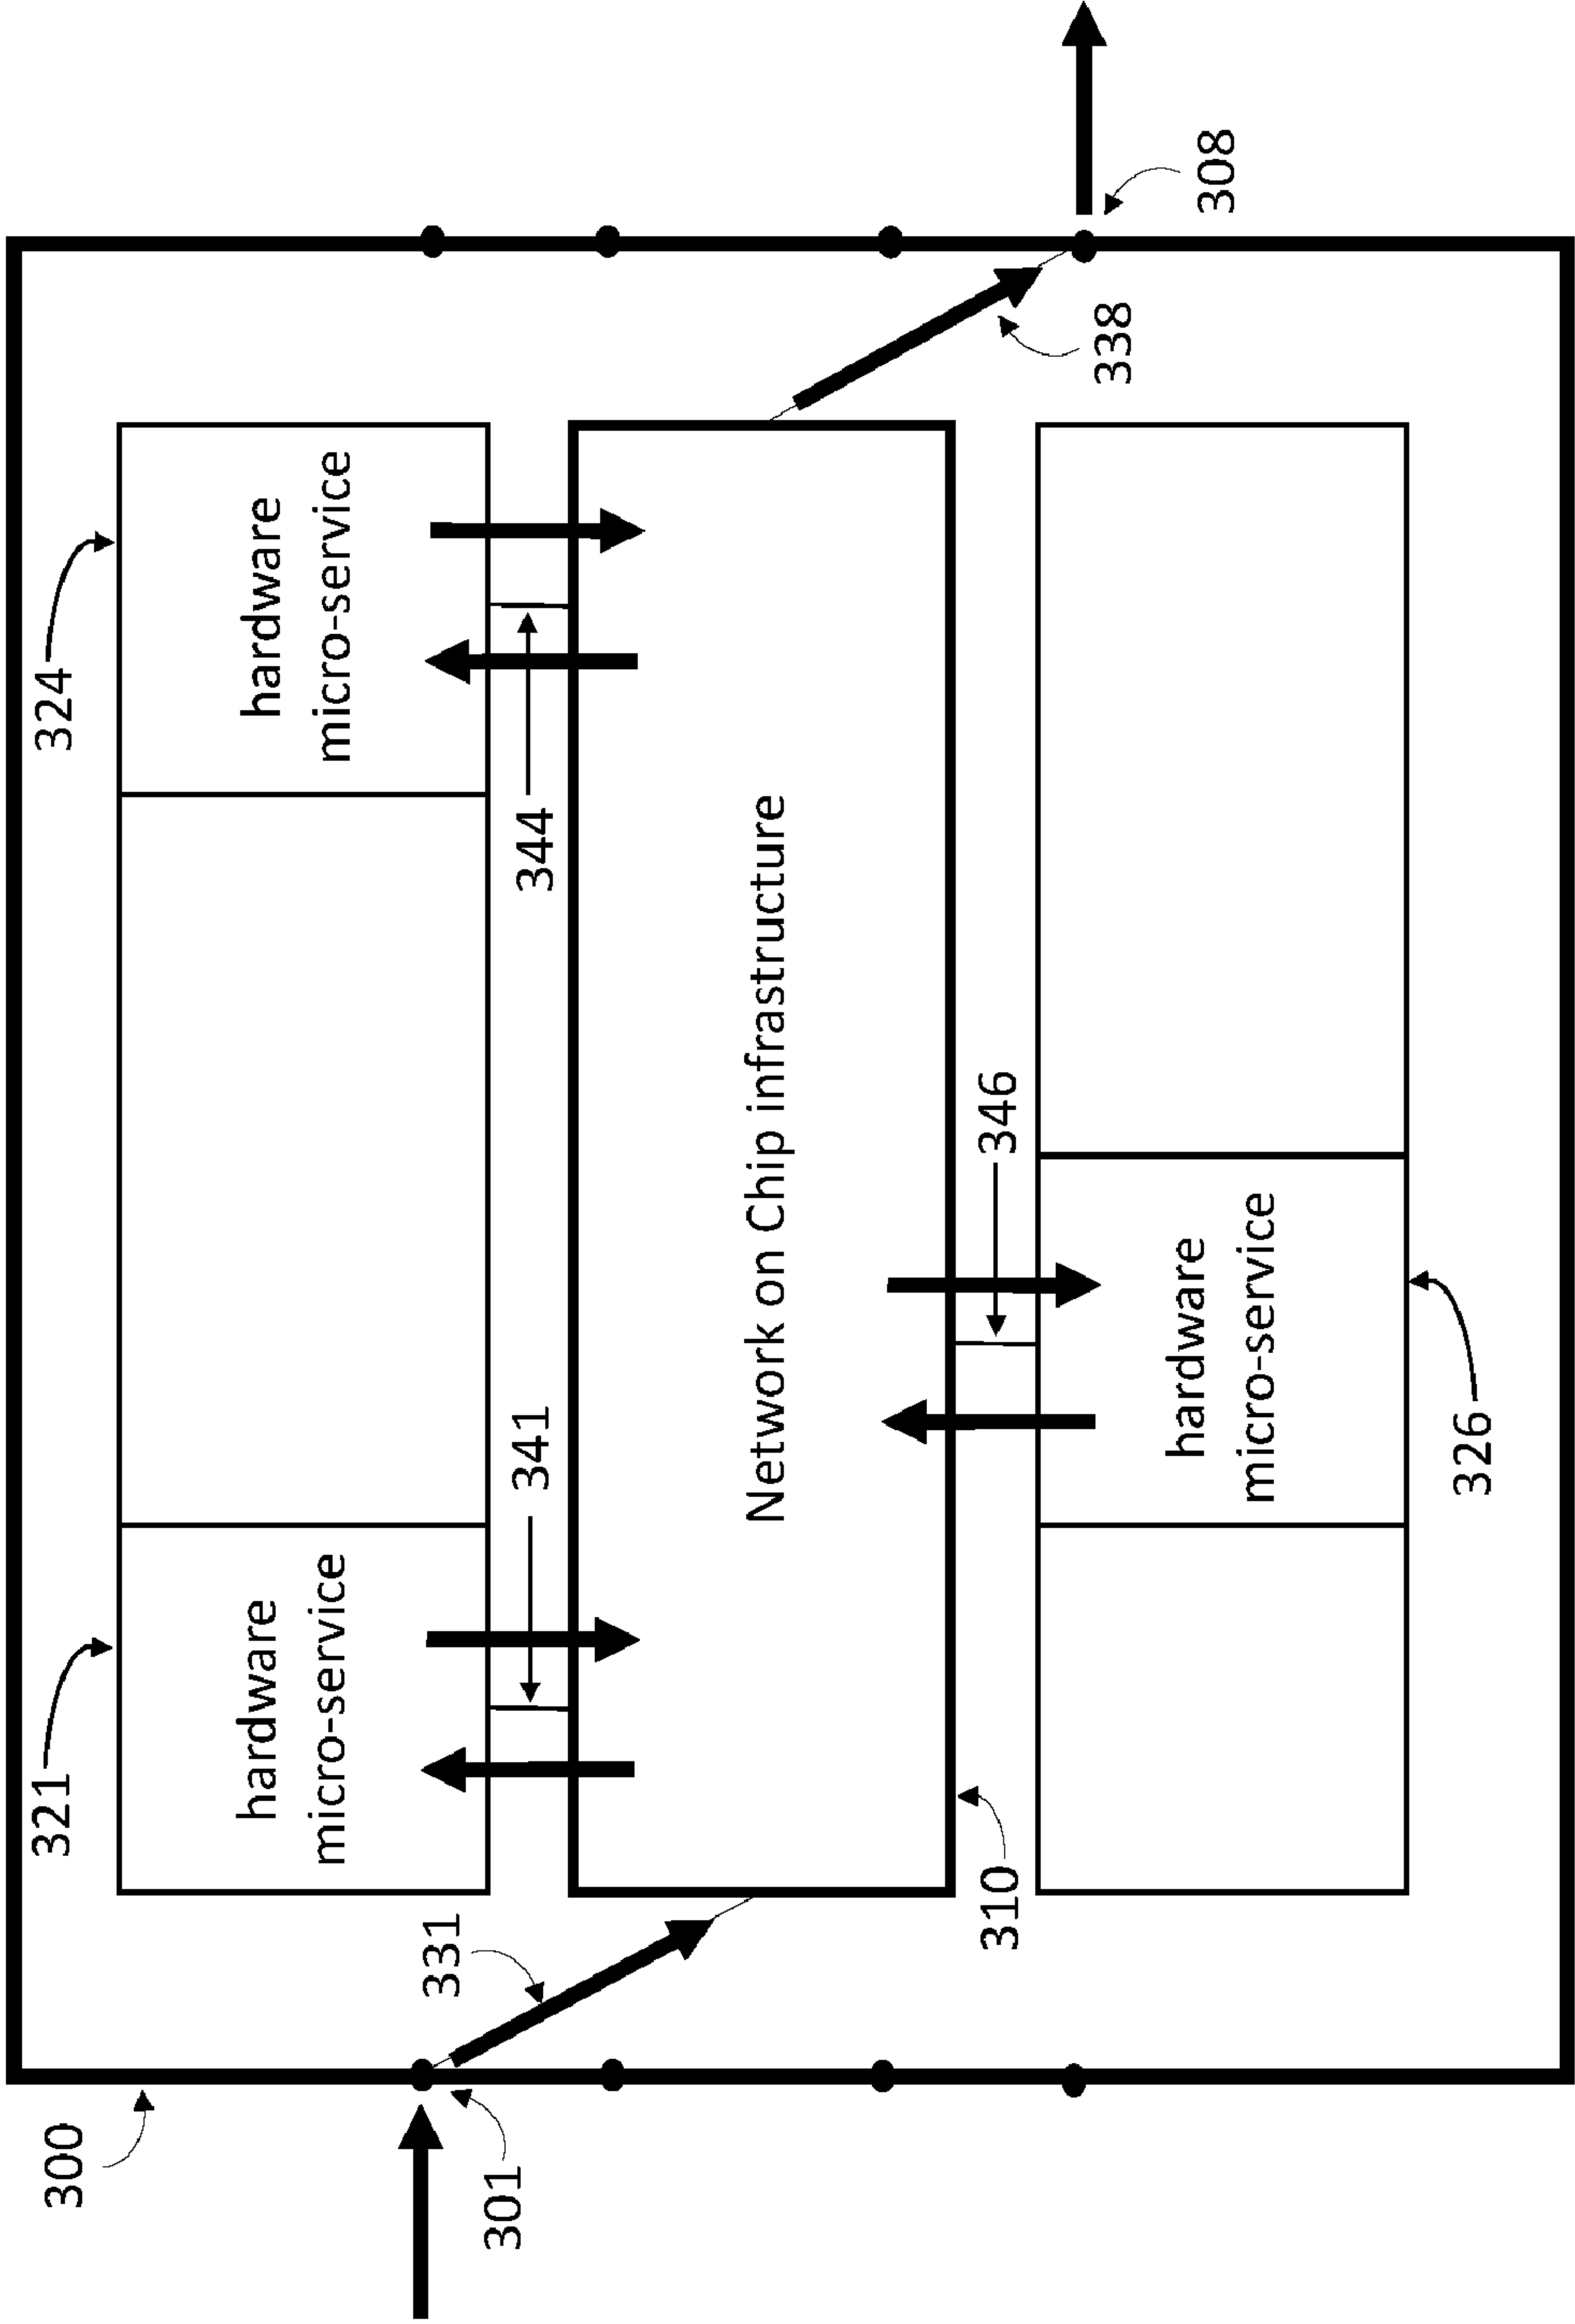 324
308
hardware
micro-service
344
338
Network on Chip infrastructure
346
321
341
hardware
micro-service
hardware
micro-service
326
331
310
300
301